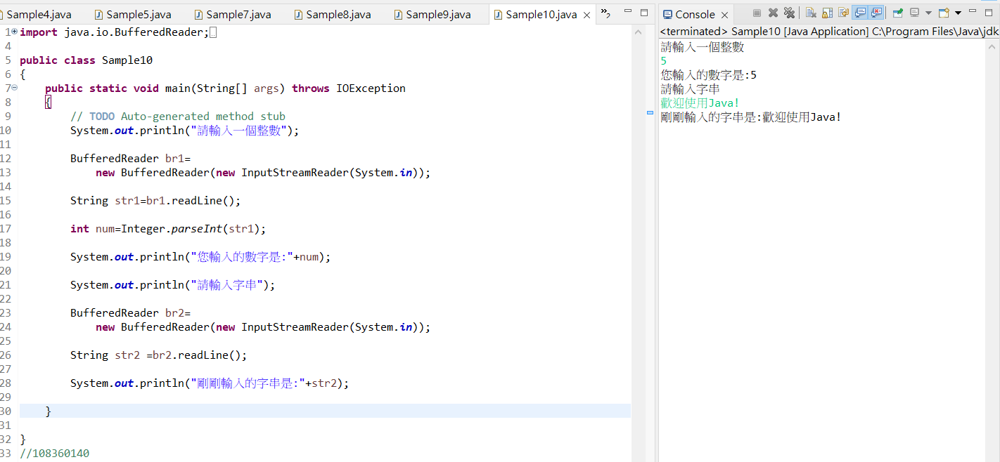 Sample4.java Sample5.java Sample7.java Sample8.java Sample9.java Sample10.java
1 import java.io.BufferedReader;
4
5 public class Sample10
6 {
7     public static void main(String[] args) throws IOException
8     {
9         // TODO Auto-generated method stub
10         System.out.println("請輸入一個整數");
11
12         BufferedReader br1=
13             new BufferedReader(new InputStreamReader(System.in));
14
15         String str1=br1.readLine();
16
17         int num=Integer.parseInt(str1);
18
19         System.out.println("您輸入的數字是:"+num);
20
21         System.out.println("請輸入字串");
22
23         BufferedReader br2=
24             new BufferedReader(new InputStreamReader(System.in));
25
26         String str2 =br2.readLine();
27
28         System.out.println("剛剛輸入的字串是:"+str2);
29
30     }
31
32 }
33 //108360140
Console
<terminated> Sample10 [Java Application] C:\Program Files\Java\jdk
請輸入一個整數
5
您輸入的數字是:5
請輸入字串
歡迎使用Java!
剛剛輸入的字串是:歡迎使用Java!